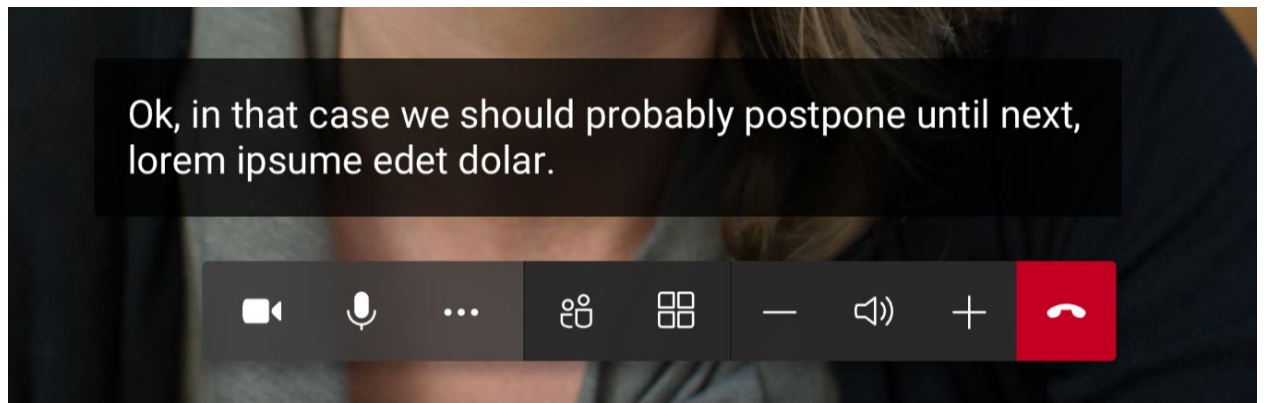 Ok, in that case we should probably postpone until next,
lorem ipsume edet dolar.